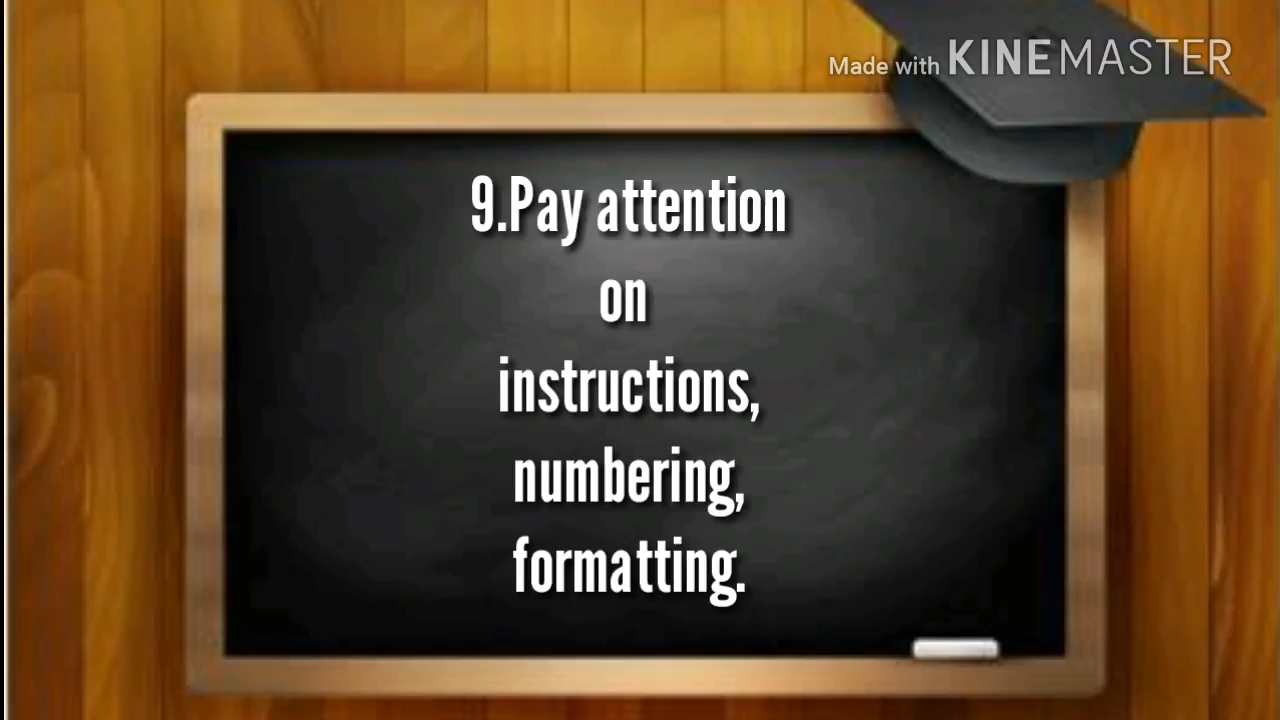 Made with KINEMASTER
9.Pay attention
on
instructions,
numbering,
formatting.